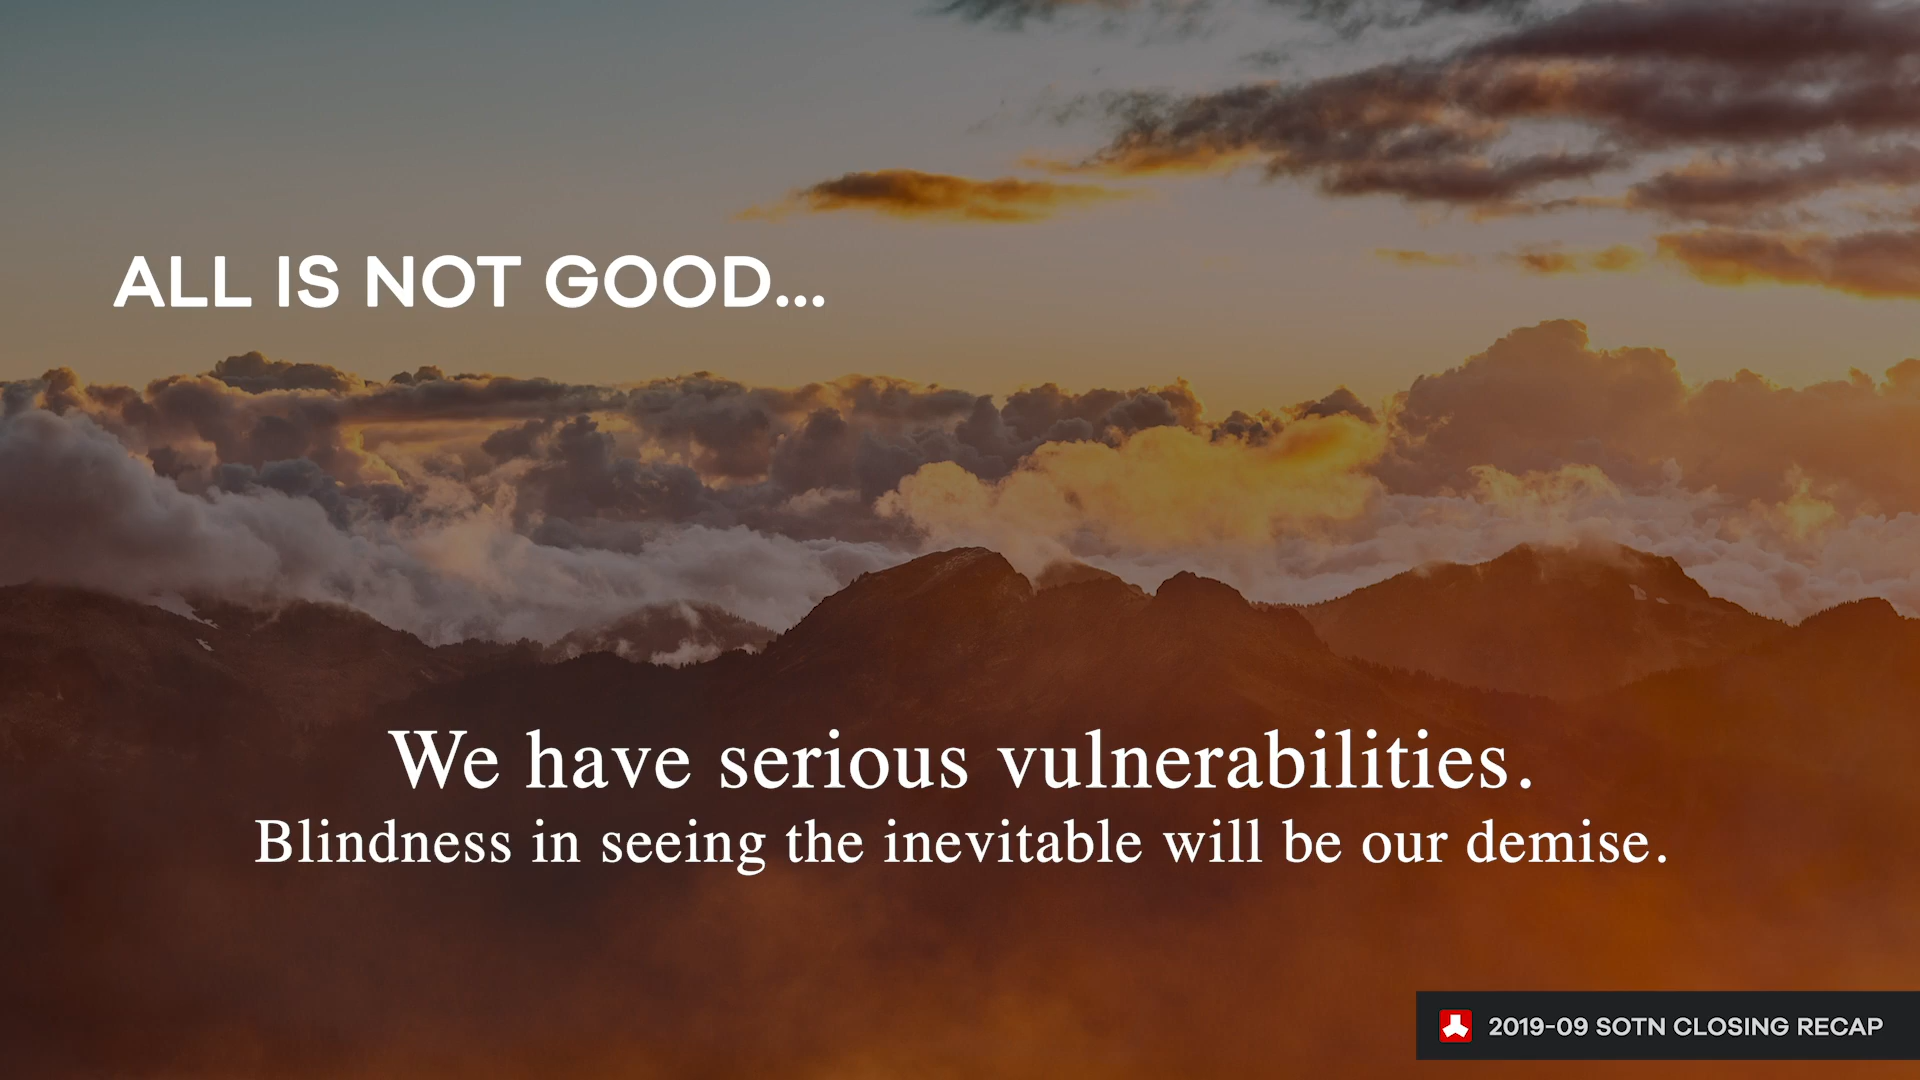 ALL IS NOT GOOD...
We have serious vulnerabilities.
Blindness in seeing the inevitable will be our demise.
2019-09 SOTN CLOSING RECAP